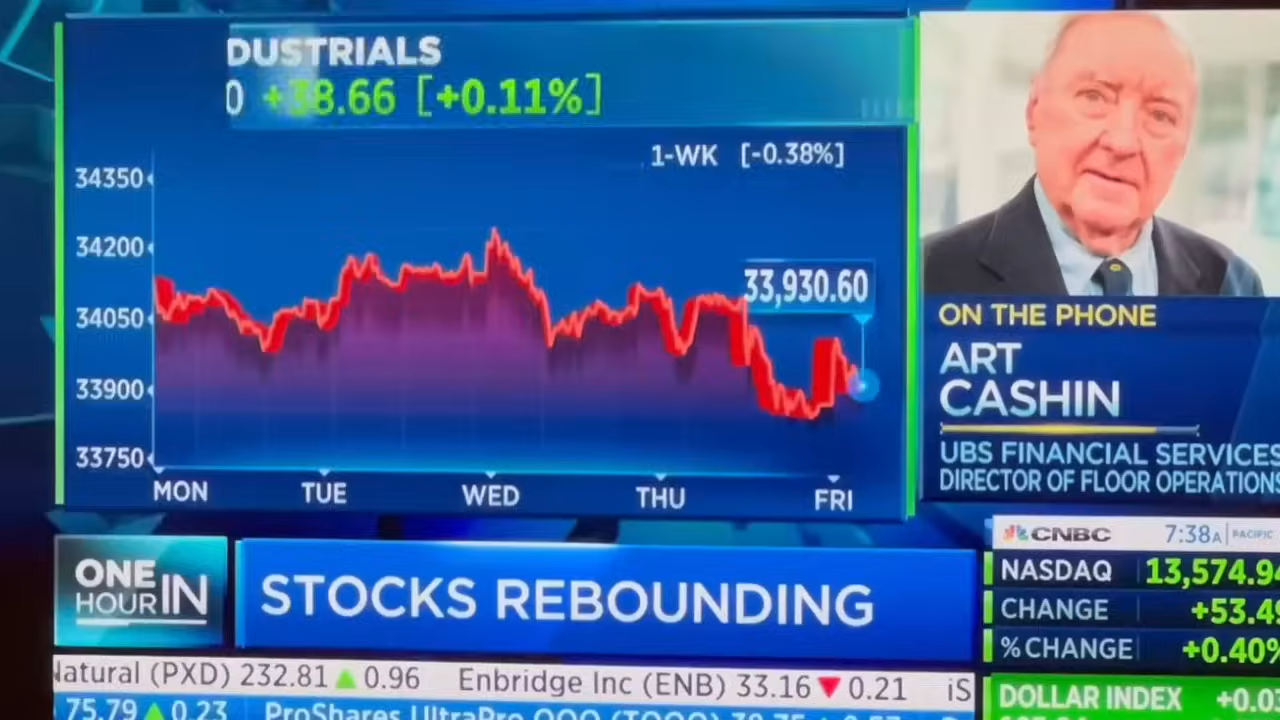 DUSTRIALS
0 +38.66 [+0.11%]
1-WK [-0.38%]
34350
34200
34050
33900
33750
33,930.60
MON TUE WED THU FRI
ON THE PHONE
ART
CASHIN
UBS FINANCIAL SERVICES
DIRECTOR OF FLOOR OPERATIONS
ONE
HOUR IN
STOCKS REBOUNDING
CNBC 7:38A PACIFIC
NASDAQ 13,574.94
CHANGE +53.49
% CHANGE +0.40%
DOLLAR INDEX +0.03
Natural (PXD) 232.81 ▲ 0.96 Enbridge Inc (ENB) 33.16 ▼ 0.21 iS
75.79 ▲ 0.23 ProShares UltraPro QQQ (TQQQ)